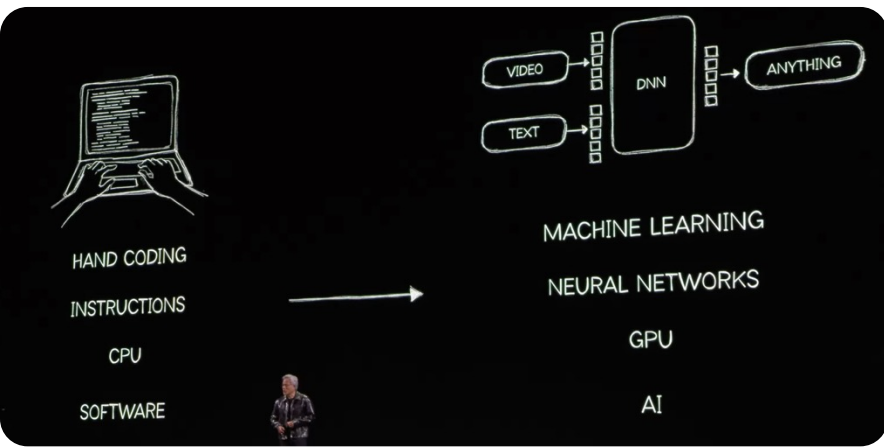 VIDEO
TEXT
DNN
ANYTHING
HAND CODING
INSTRUCTIONS
CPU
SOFTWARE
MACHINE LEARNING
NEURAL NETWORKS
GPU
AI